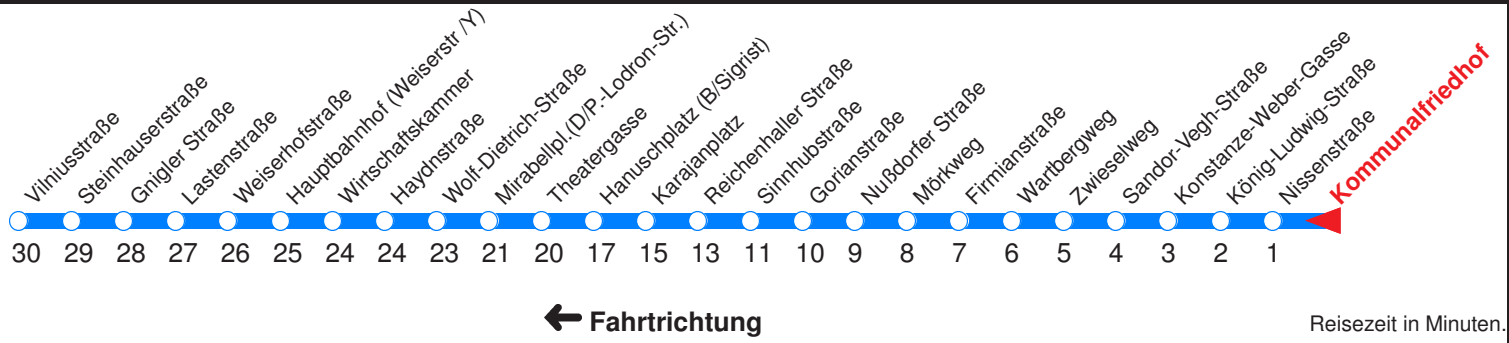 Viliniusstraße
Steinhauserstraße
Gnigler Straße
Lastenstraße
Weiserhofstraße
Hauptbahnhof (Weiserstr /Y)
Wirtschaftskammer
Haydnstraße
Wolf-Dietrich-Straße
Mirabellpl.(D/P.-Lodron-Str.)
Theatergasse
Hanuschplatz (B/Sigrist)
Karajanplatz
Reichenhaller Straße
Sinnhubstraße
Gorianstraße
Nußdorfer Straße
Mörkweg
Firmianstraße
Wartbergweg
Zwieselweg
Sandor-Vegh-Straße
Konstanze-Weber-Gasse
König-Ludwig-Straße
Nissenstraße
Kommunalfriedhof
30 29 28 27 26 25 24 24 23 21 20 17 15 13 11 10 9 8 7 6 5 4 3 2 1
Fahrtrichtung
Reisezeit in Minuten.